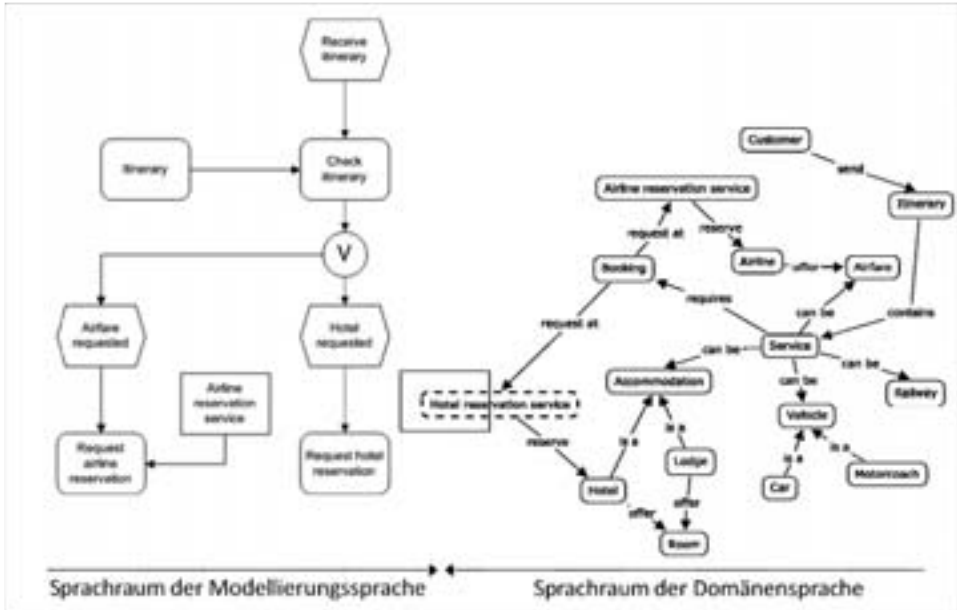 Receive
itinerary
Itinerary
Check
itinerary
V
Airfare
requested
Hotel
requested
Airline
reservation
service
Request
airline
reservation
Request hotel
reservation
Customer
send
Itinerary
Airline reservation service
reserve
request at
Airline
offer
Airfare
Booking
requires
can be
contains
request at
Service
can be
can be
can be
Accommodation
Railway
Hotel reservation service
Vehicle
is a
is a
reserve
is a
is a
Lodge
Motorcoach
Hotel
Car
offer
offer
Room
Sprachraum der Modellierungssprache
Sprachraum der Domänensprache